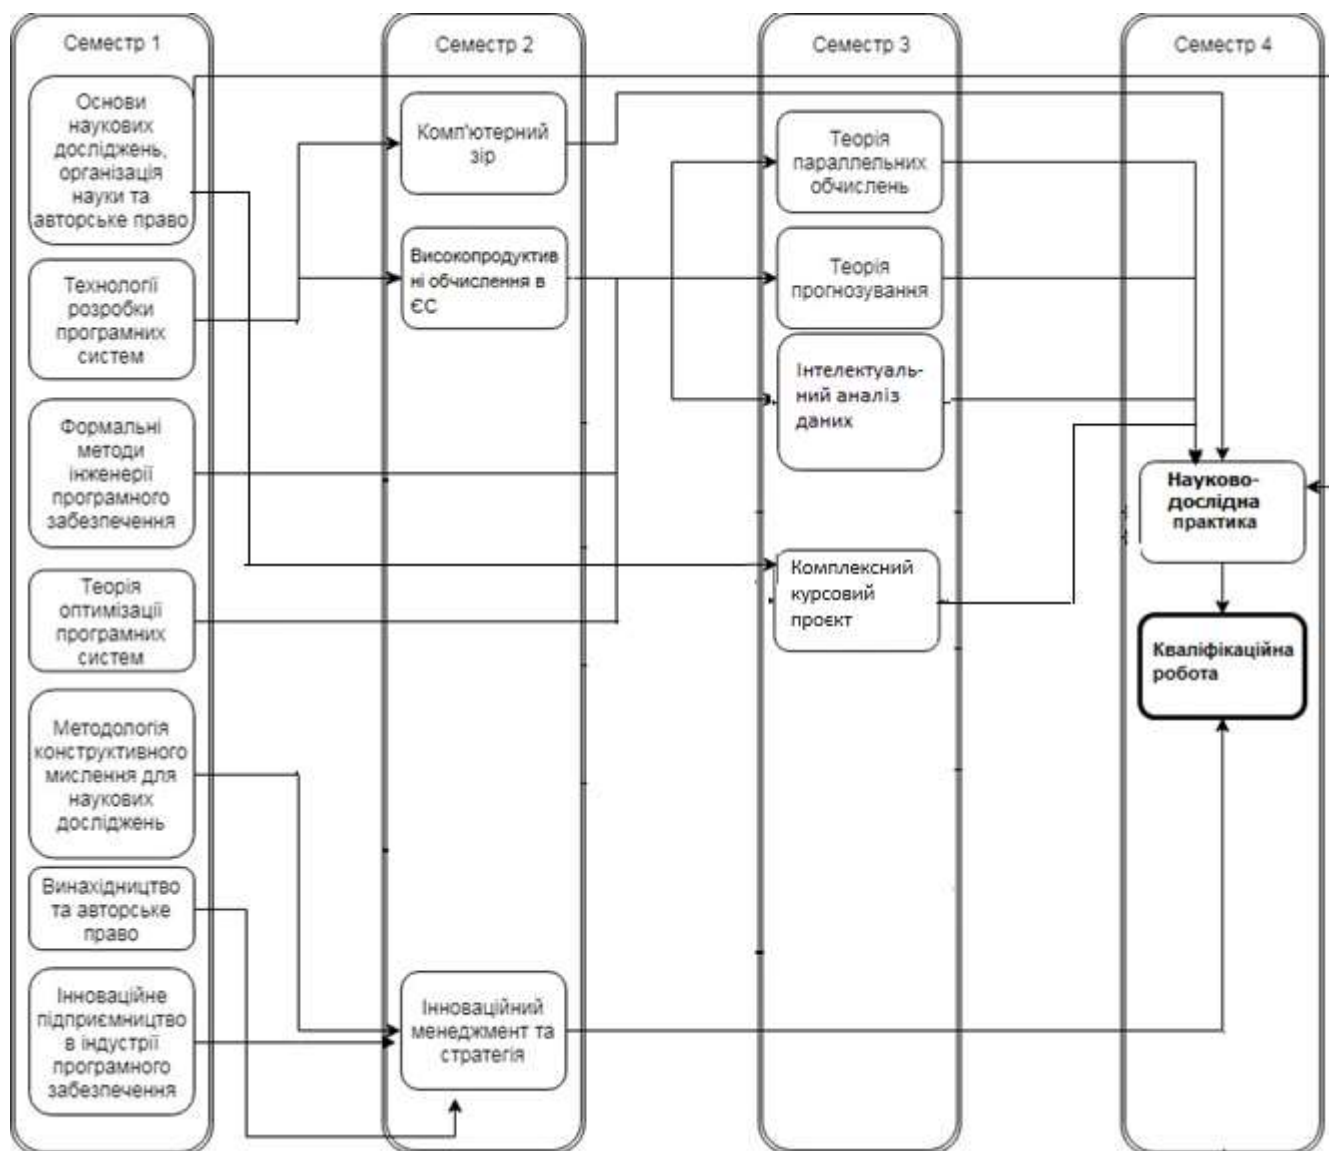 Семестр 1
Основи
наукових
досліджень,
організація
науки та
авторське право
Технології
розробки
програмних
систем
Формальні
методи
інженерії
програмного
забезпечення
Теорія
оптимізації
програмних
систем
Методологія
конструктивного
мислення для
наукових
досліджень
Винахідництво
та авторське
право
Інноваційне
підприємництво
в індустрії
програмного
забезпечення
Семестр 2
Комп'ютерний
зір
Високопродуктив
ні обчислення в
ЄС
Інноваційний
менеджмент та
стратегія
Семестр 3
Теорія
параллельних
обчислень
Теорія
прогнозування
Інтелектуаль-
ний аналіз
даних
Комплексний
курсовий
проєкт
Семестр 4
Науково-
дослідна
практика
Кваліфікаційна
робота